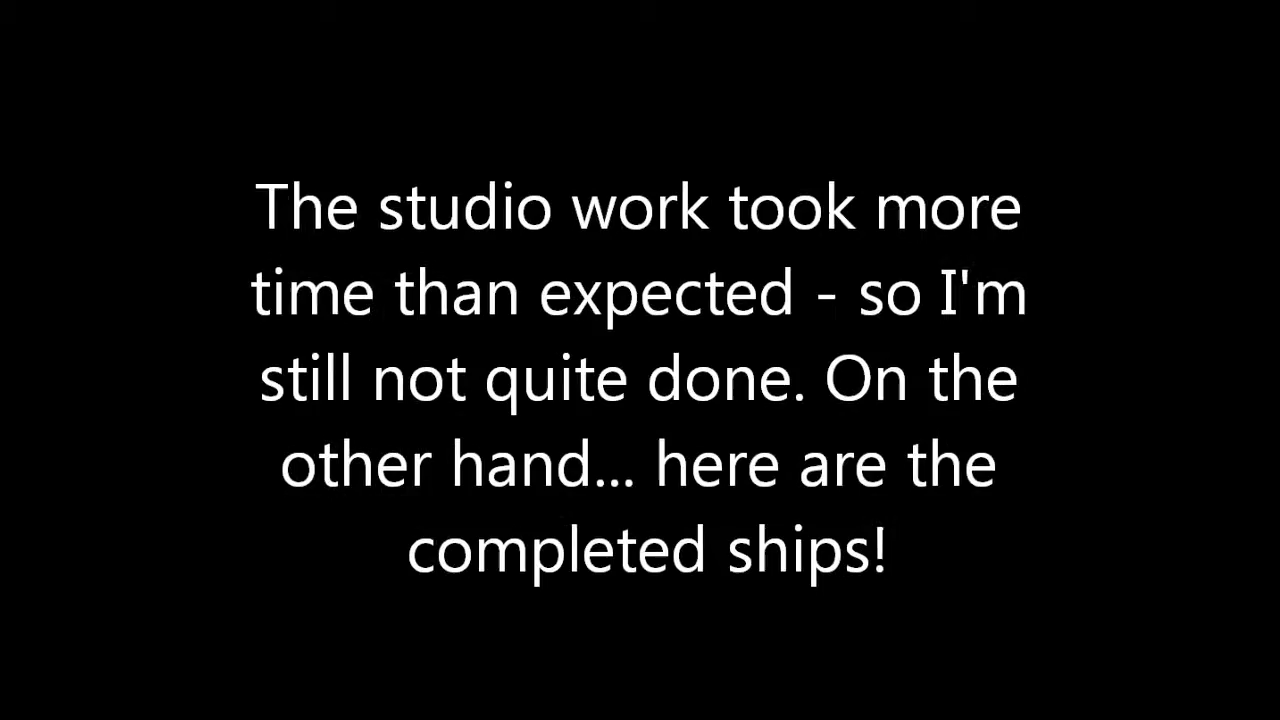 The studio work took more
time than expected - so I'm
still not quite done. On the
other hand... here are the
completed ships!